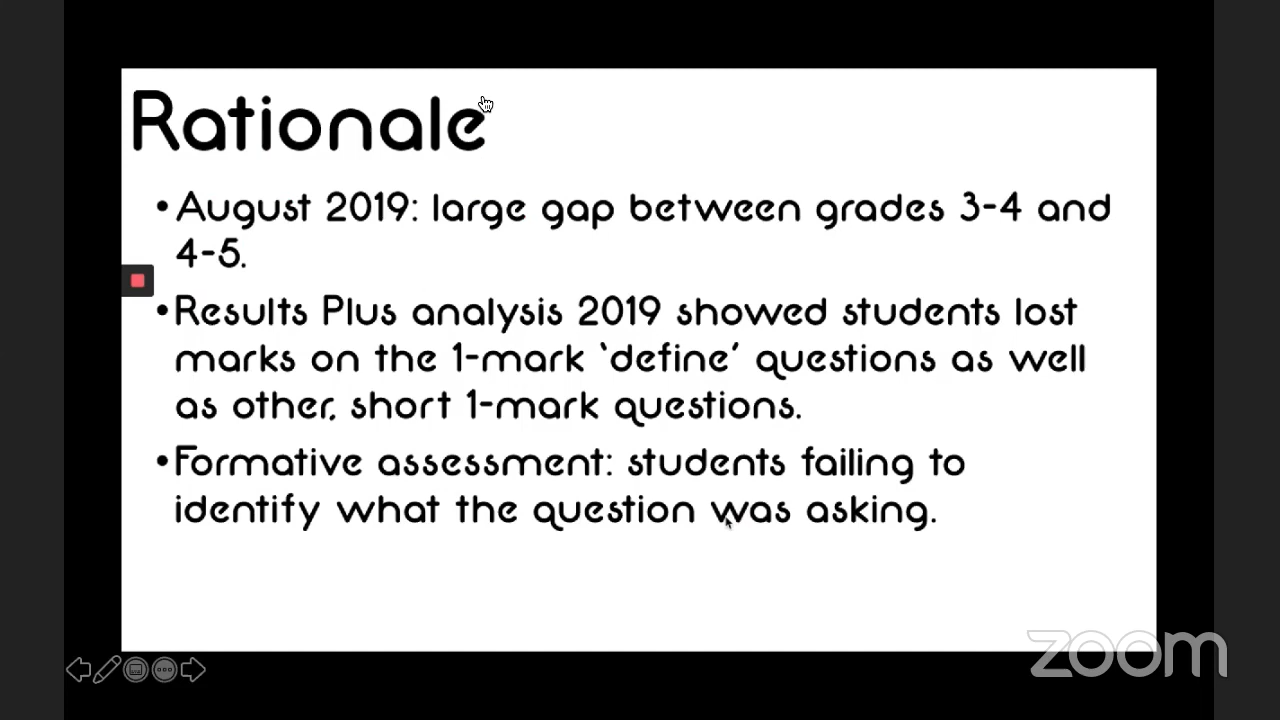 Rationale
•August 2019: large gap between grades 3-4 and
4-5.
•Results Plus analysis 2019 showed students lost
marks on the 1-mark ‘define’ questions as well
as other, short 1-mark questions.
•Formative assessment: students failing to
identify what the question was asking.
zoom